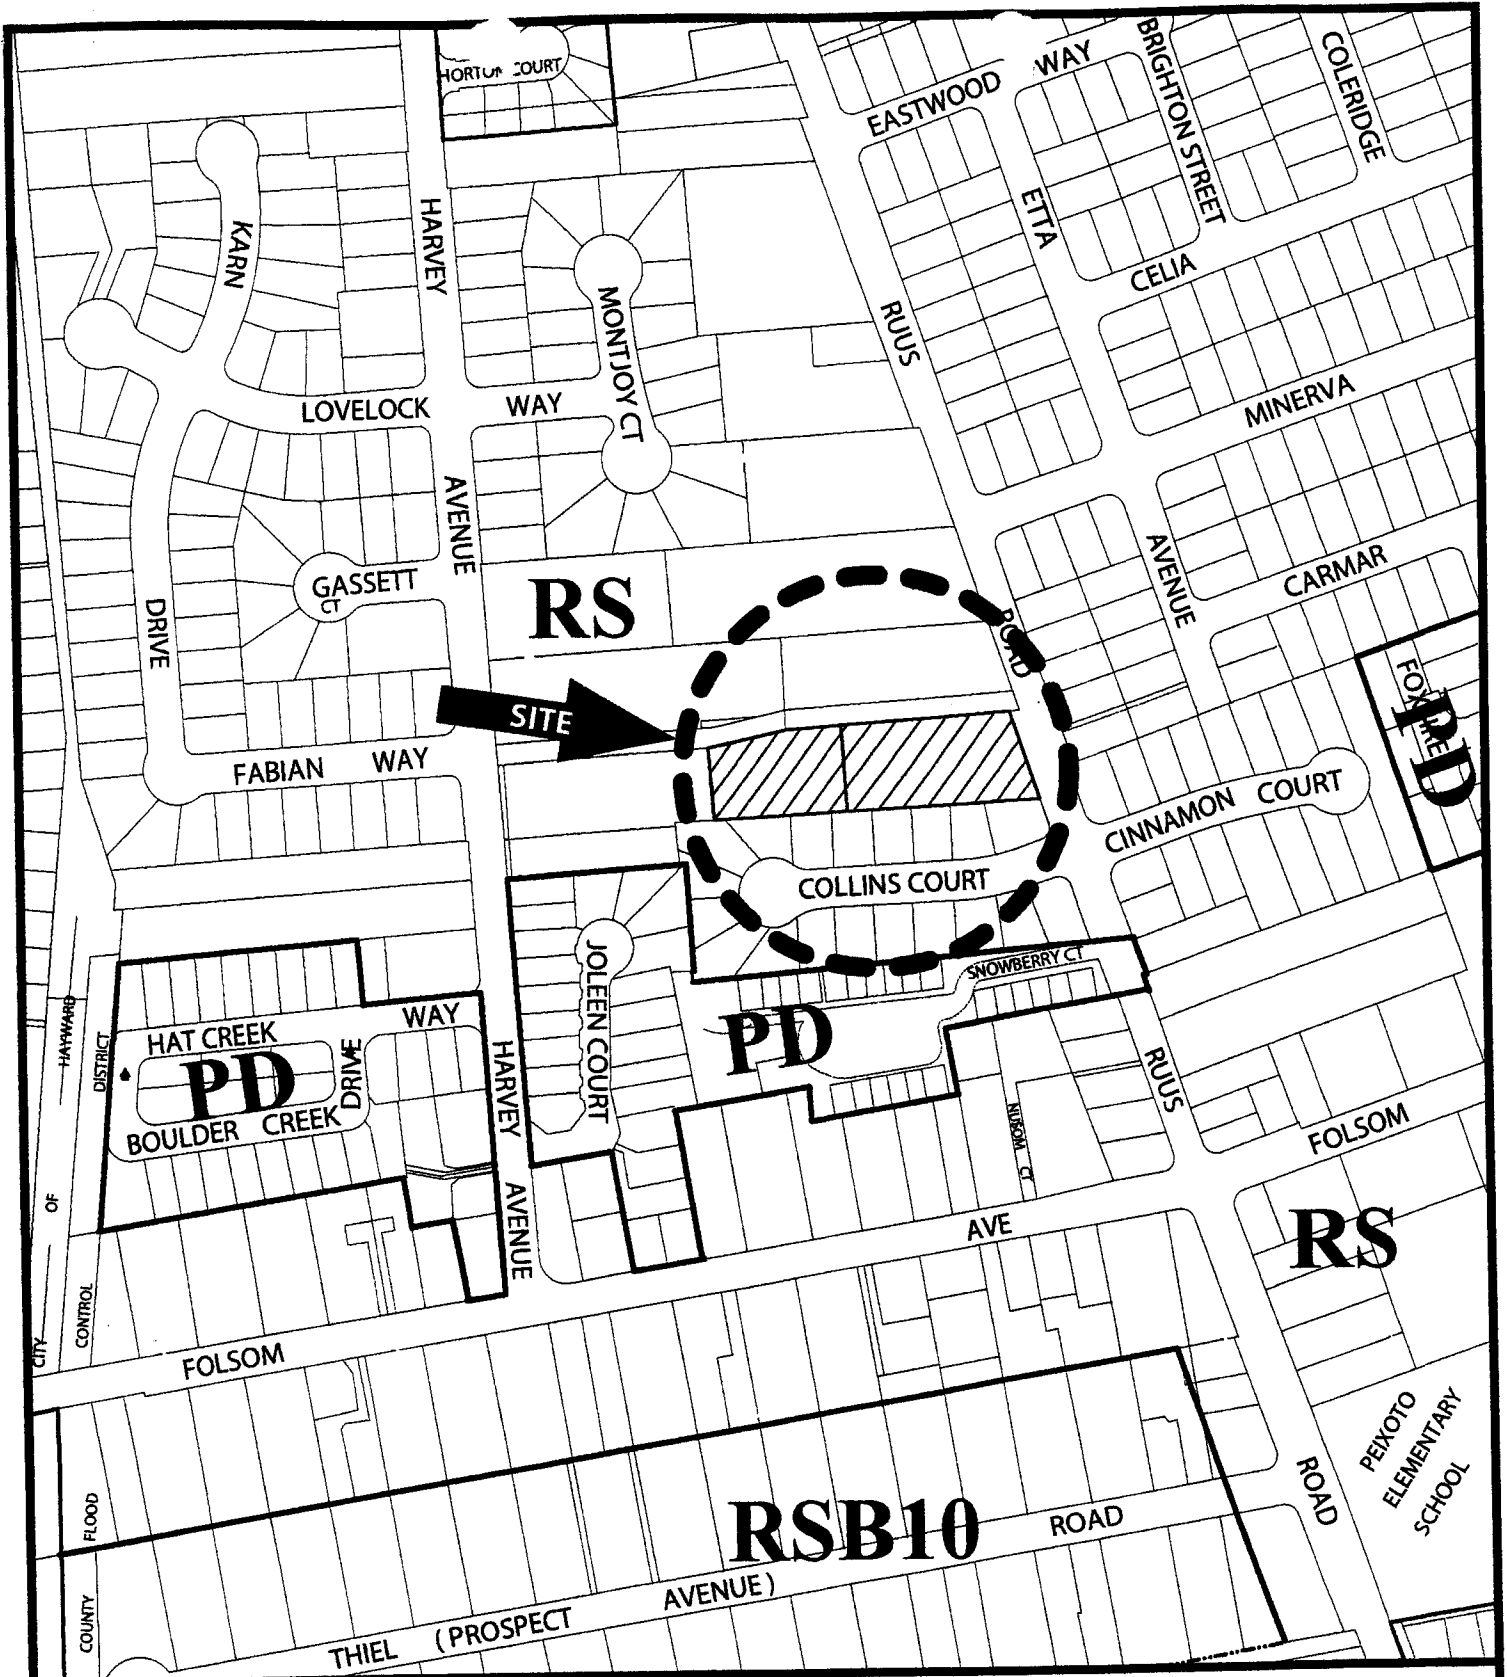 HORTON COURT
EASTWOOD WAY
BRIGHTON STREET
COLERIDGE
KARN
HARVEY
ETTA
CELIA
MONTJOY CT
RUUS
LOVELOCK WAY
MINERVA
AVENUE
AVENUE
CARMAR
GASSETT
CT
RS
DRIVE
ROAD
SITE
PD
FABIAN WAY
CINNAMON COURT
COLLINS COURT
JOLEEN COURT
SNOWBERRY CT
HAYWARD
DISTRICT
HAT CREEK WAY
PD
DRIVE
BOULDER CREEK
HARVEY
PD
RUUS
NUSOM CT
FOLSOM
OF
AVENUE
AVE
RS
CONTROL
CITY
FOLSOM
PEIXOTO
ELEMENTARY
SCHOOL
FLOOD
RSB10
ROAD
ROAD
COUNTY
THIEL (PROSPECT AVENUE)